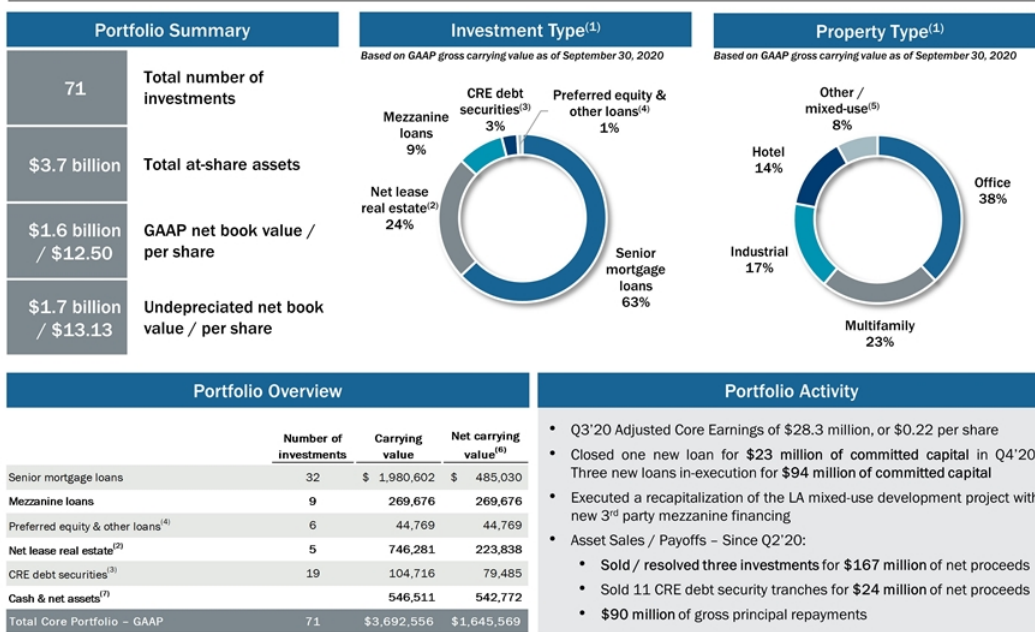 Portfolio Summary
71
Total number of
investments
$3.7 billion
Total at-share assets
$1.6 billion
/ $12.50
GAAP net book value /
per share
$1.7 billion
/ $13.13
Undepreciated net book
value / per share
Investment Type(1)
Based on GAAP gross carrying value as of September 30, 2020
CRE debt
securities(3)
3%
Preferred equity &
other loans(4)
1%
Mezzanine
loans
9%
Net lease
real estate(2)
24%
Senior
mortgage
loans
63%
Property Type(1)
Based on GAAP gross carrying value as of September 30, 2020
Other /
mixed-use(5)
8%
Hotel
14%
Office
38%
Industrial
17%
Multifamily
23%
Portfolio Overview
Number of investments Carrying value Net carrying value(6)
Senior mortgage loans 32 $ 1,980,602 $ 485,030
Mezzanine loans 9 269,676 269,676
Preferred equity & other loans(4) 6 44,769 44,769
Net lease real estate(2) 5 746,281 223,838
CRE debt securities(3) 19 104,716 79,485
Cash & net assets(7) 546,511 542,772
Total Core Portfolio – GAAP 71 $3,692,556 $1,645,569
Portfolio Activity
• Q3'20 Adjusted Core Earnings of $28.3 million, or $0.22 per share
• Closed one new loan for $23 million of committed capital in Q4'20
Three new loans in-execution for $94 million of committed capital
• Executed a recapitalization of the LA mixed-use development project with
new 3rd party mezzanine financing
• Asset Sales / Payoffs – Since Q2'20:
• Sold / resolved three investments for $167 million of net proceeds
• Sold 11 CRE debt security tranches for $24 million of net proceeds
• $90 million of gross principal repayments